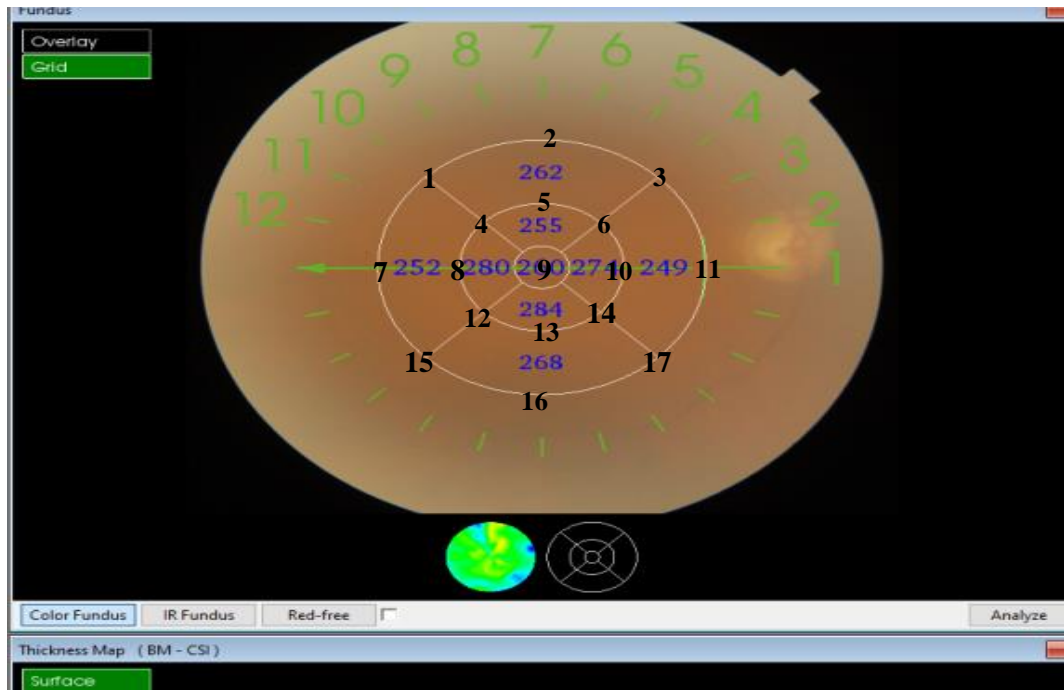 Fundus
Overlay
Grid
7
8 6
9 5
10 4
11 3
12 2
1
2
1 3
262
4 5 6
255
7 252 8 280 9 274 10 249 11
12 284 14
13
15 268 17
16
Color Fundus IR Fundus Red-free Analyze
Thickness Map ( BM - CSI )
Surface